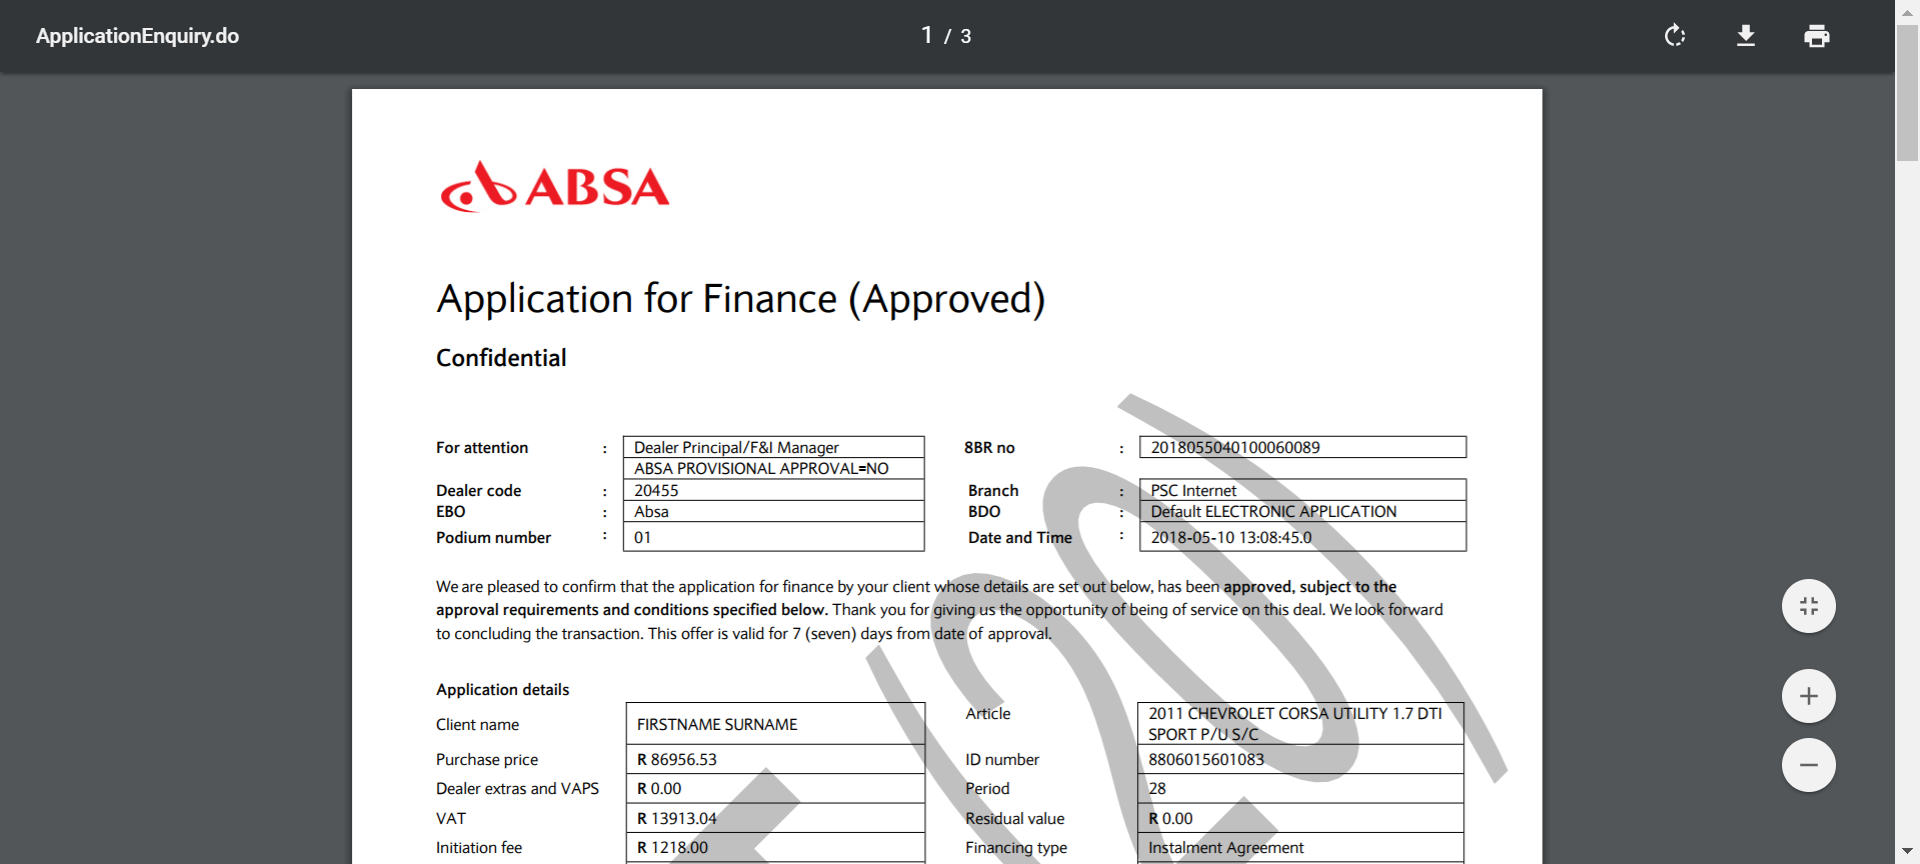 ApplicationEnquiry.do
1 / 3
ABSA
Application for Finance (Approved)
Confidential
For attention : Dealer Principal/F&I Manager 8BR no : 2018055040100060089
ABSA PROVISIONAL APPROVAL=NO
Dealer code : 20455 Branch : PSC Internet
EBO : Absa BDO : Default ELECTRONIC APPLICATION
Podium number : 01 Date and Time : 2018-05-10 13:08:45.0
We are pleased to confirm that the application for finance by your client whose details are set out below, has been approved, subject to the
approval requirements and conditions specified below. Thank you for giving us the opportunity of being of service on this deal. We look forward
to concluding the transaction. This offer is valid for 7 (seven) days from date of approval.
Application details
Client name FIRSTNAME SURNAME Article 2011 CHEVROLET CORSA UTILITY 1.7 DTI
SPORT P/U S/C
Purchase price R 86956.53 ID number 8806015601083
Dealer extras and VAPS R 0.00 Period 28
VAT R 13913.04 Residual value R 0.00
Initiation fee R 1218.00 Financing type Instalment Agreement
(20)